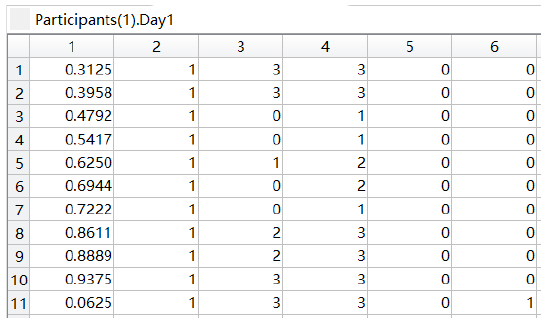 Participants(1).Day1
1 2 3 4 5 6
1 0.3125 1 3 3 0 0
2 0.3958 1 3 3 0 0
3 0.4792 1 0 1 0 0
4 0.5417 1 0 1 0 0
5 0.6250 1 1 2 0 0
6 0.6944 1 0 2 0 0
7 0.7222 1 0 1 0 0
8 0.8611 1 2 3 0 0
9 0.8889 1 2 3 0 0
10 0.9375 1 3 3 0 0
11 0.0625 1 3 3 0 1